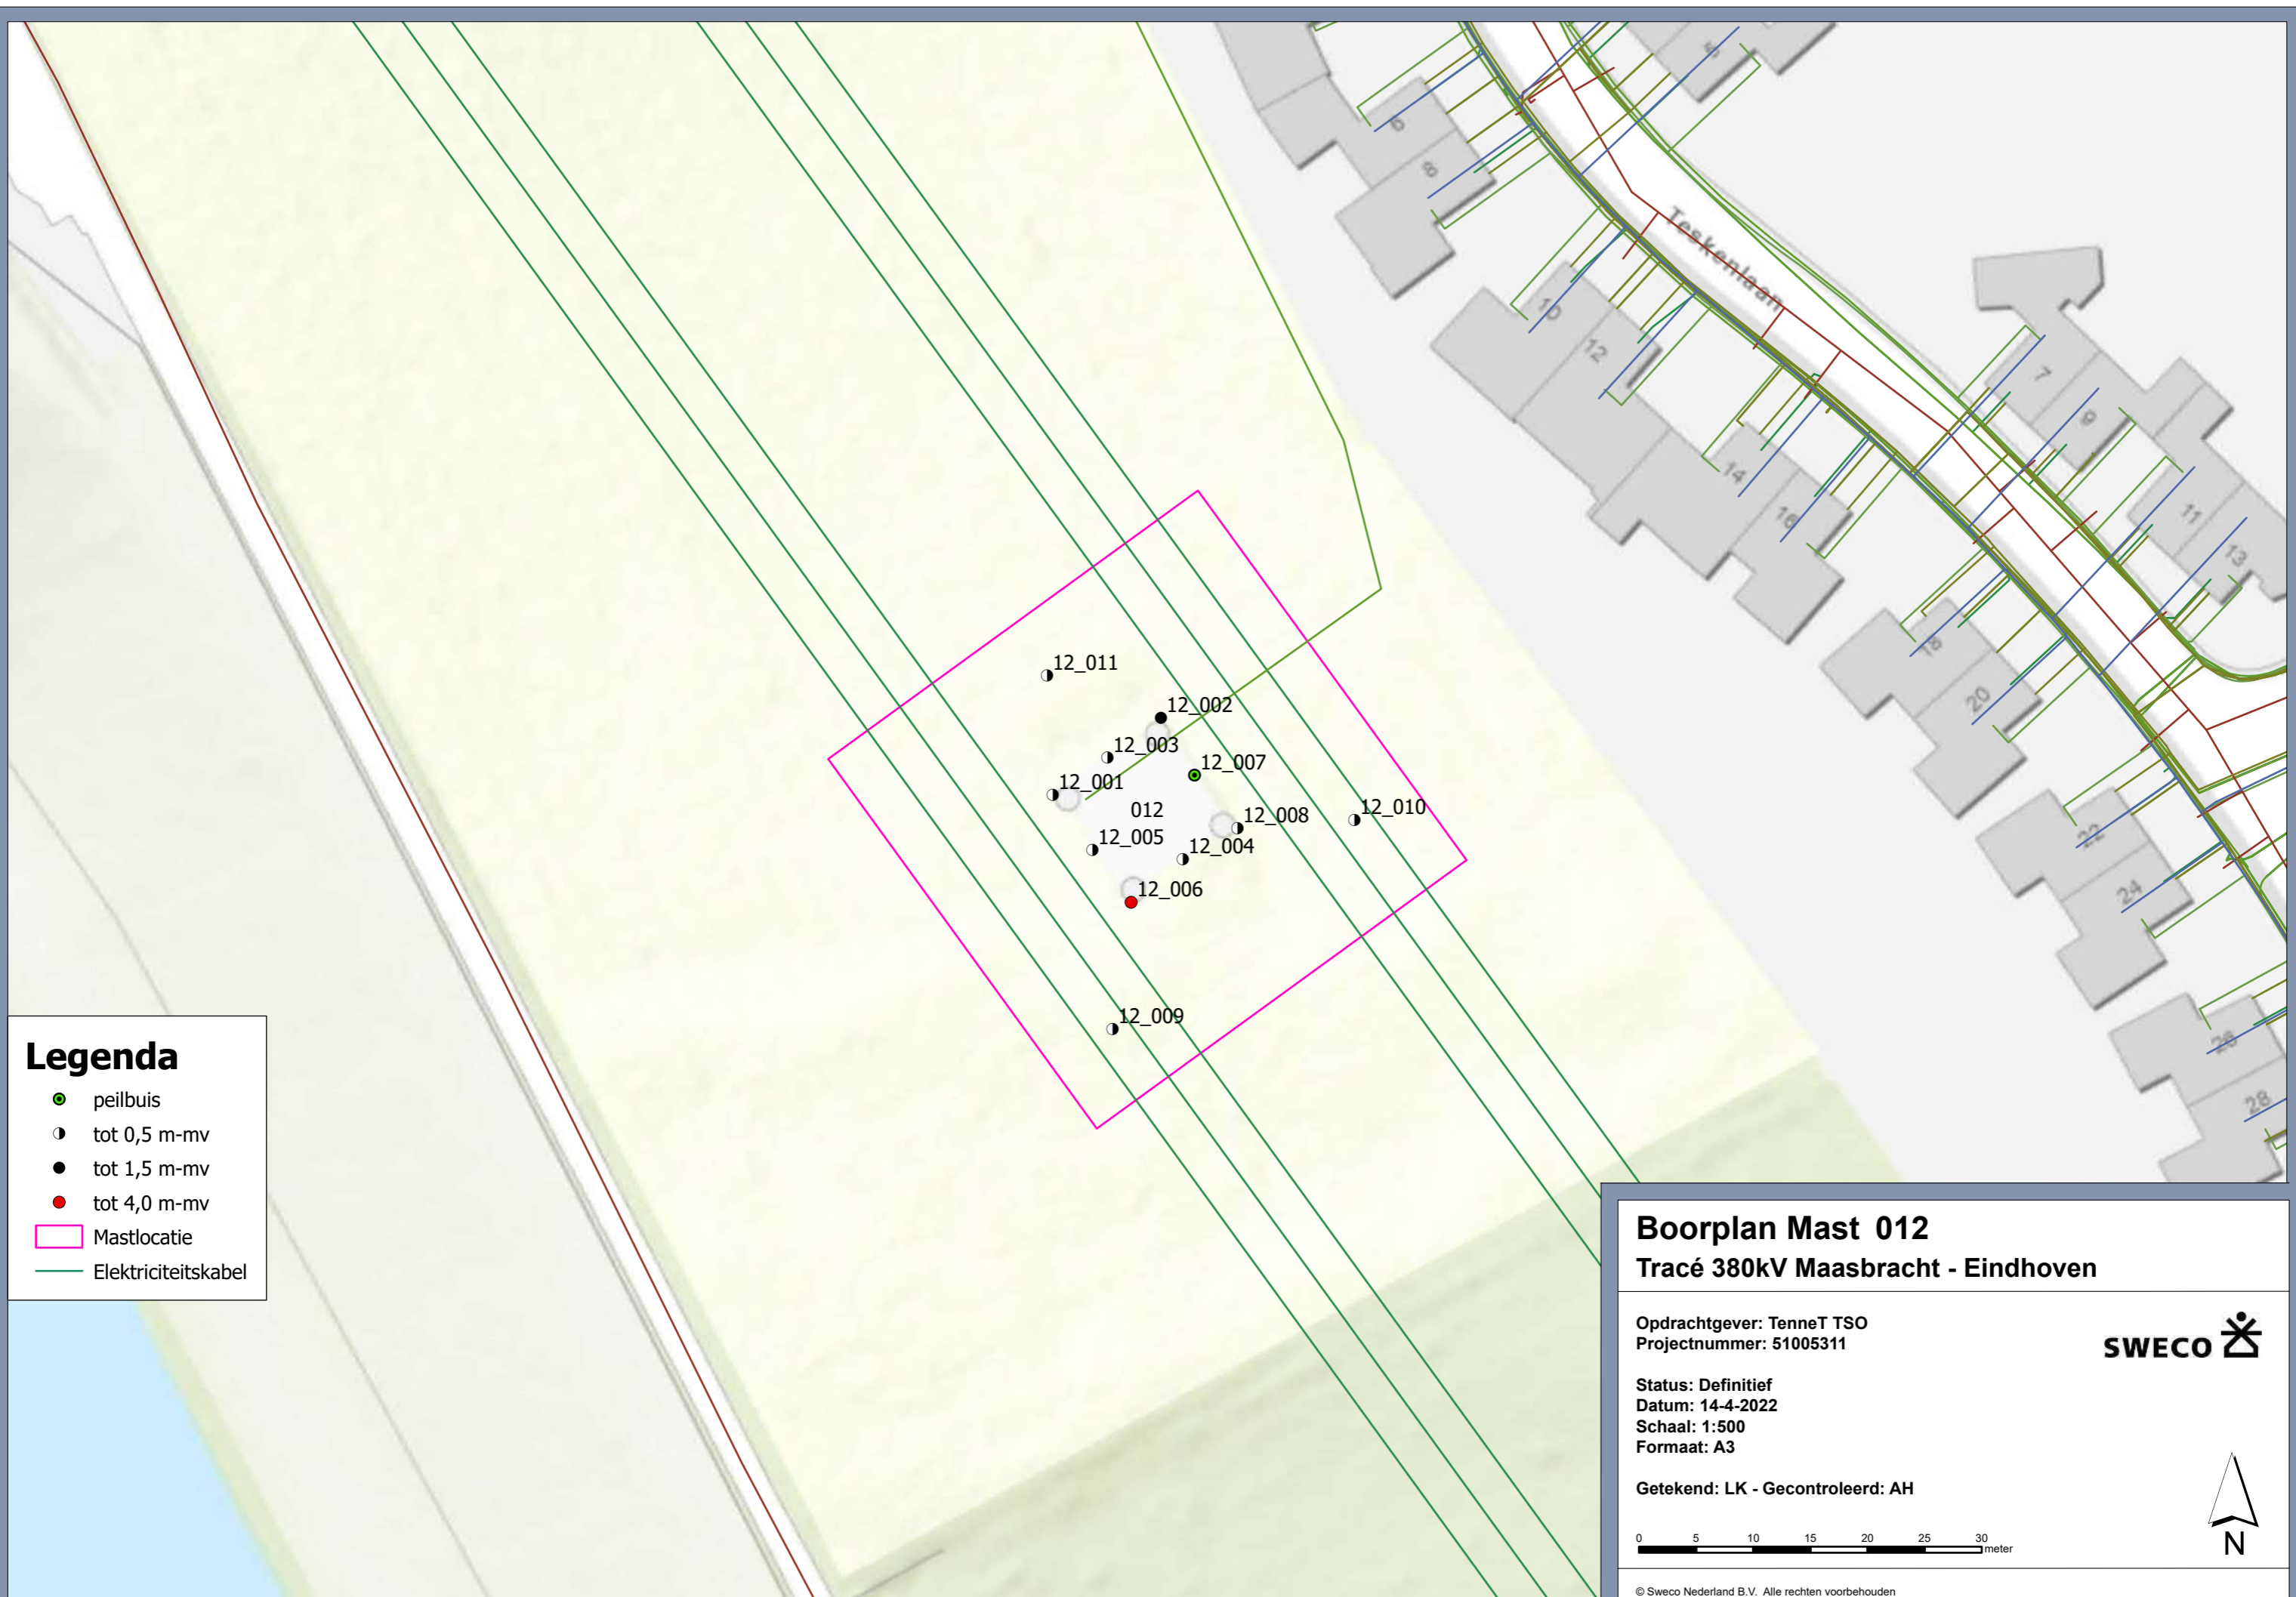 6
8
5
Teskenlaan
10
12
7
9
14
16
11
13
18
20
22
24
26
28
12_011
12_002
12_003
12_007
12_001
012
12_008
12_010
12_005
12_004
12_006
12_009
Legenda
peilbuis
tot 0,5 m-mv
tot 1,5 m-mv
tot 4,0 m-mv
Mastlocatie
Elektriciteitskabel
Boorplan Mast 012
Tracé 380kV Maasbracht - Eindhoven
Opdrachtgever: TenneT TSO
Projectnummer: 51005311
SWECO
Status: Definitief
Datum: 14-4-2022
Schaal: 1:500
Formaat: A3
Getekend: LK - Gecontroleerd: AH
0 5 10 15 20 25 30
meter
N
© Sweco Nederland B.V. Alle rechten voorbehouden